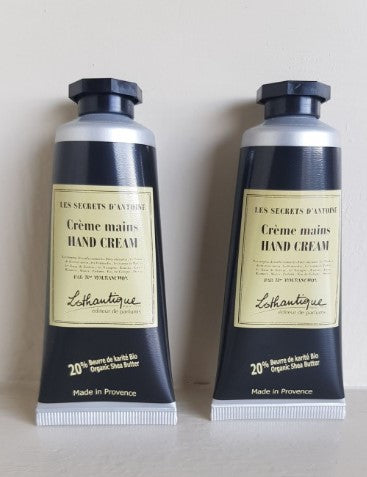 LES SECRETS D'ANTOINE
Crème mains
HAND CREAM
Lothantique
éditeur de parfums
20% Beurre de karité Bio
Organic Shea Butter
Made in Provence
LES SECRETS D'ANTOINE
Crème mains
HAND CREAM
Lothantique
éditeur de parfums
20% Beurre de karité Bio
Organic Shea Butter
Made in Provence